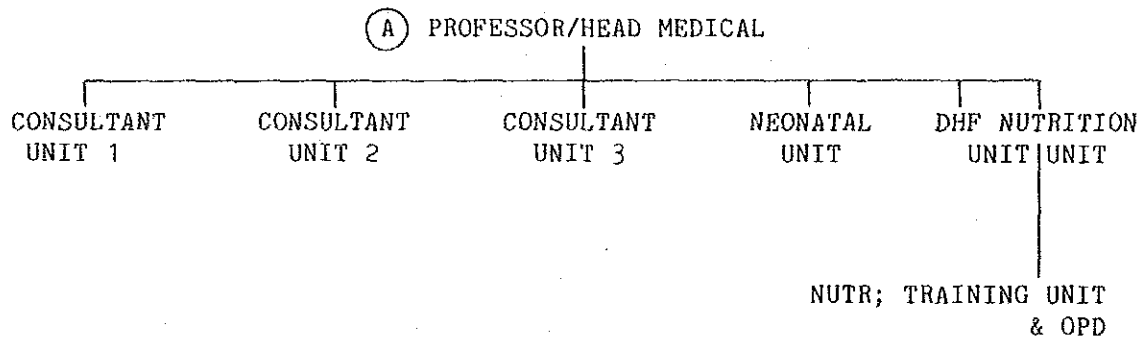 A PROFESSOR/HEAD MEDICAL
CONSULTANT UNIT 1
CONSULTANT UNIT 2
CONSULTANT UNIT 3
NEONATAL UNIT
DHF UNIT
NUTRITION UNIT
NUTR; TRAINING UNIT
& OPD